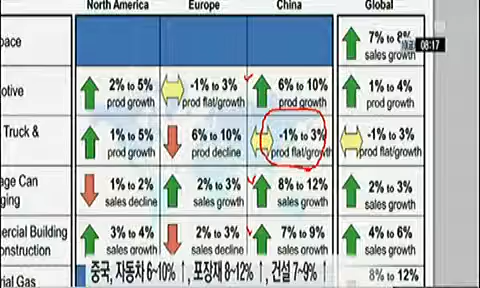 North America Europe China Global
pace 7% to 8%
sales growth
08:17
otive 2% to 5% -1% to 3% 6% to 10% 1% to 4%
prod growth prod flat/growth prod growth prod growth
Truck & 1% to 5% 6% to 10% -1% to 3% -1% to 3%
prod growth prod decline prod flat/growth prod flat/growth
age Can 1% to 2% 2% to 3% 8% to 12% 2% to 3%
ging sales decline sales growth sales growth sales growth
ercial Building 3% to 4% 2% to 3% 7% to 9% 4% to 6%
onstruction sales growth sales decline sales growth sales growth
rial Gas 8% to 12%
중국, 자동차 6~10% ↑, 포장재 8~12% ↑, 건설 7~9% ↑